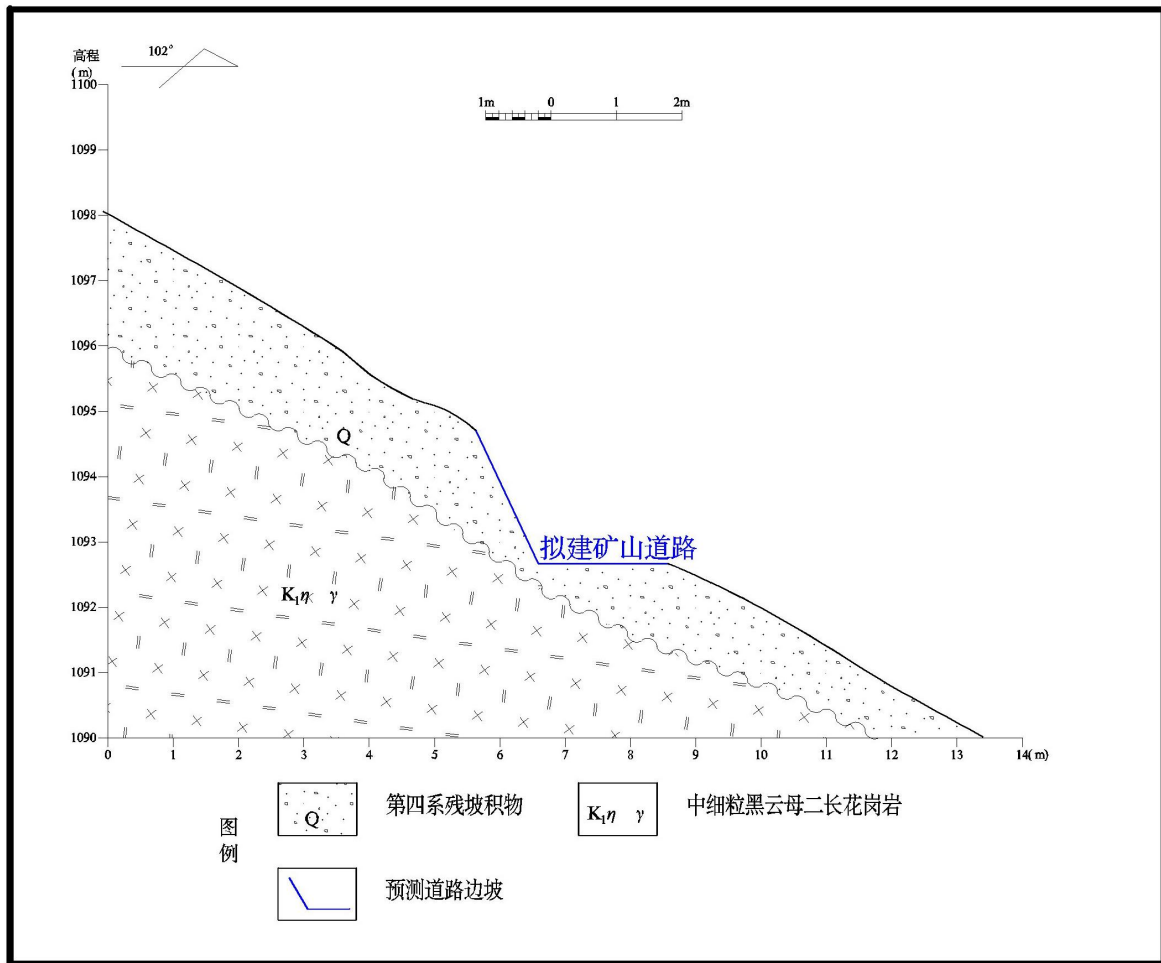 高程
(m)
102°
1m 0 1 2m
1100
1099
1098
1097
1096
1095
1094
1093
1092
1091
1090
Q
拟建矿山道路
K₁η γ
0 1 2 3 4 5 6 7 8 9 10 11 12 13 14(m)
图例
Q 第四系残坡积物
K₁η γ 中细粒黑云母二长花岗岩
预测道路边坡